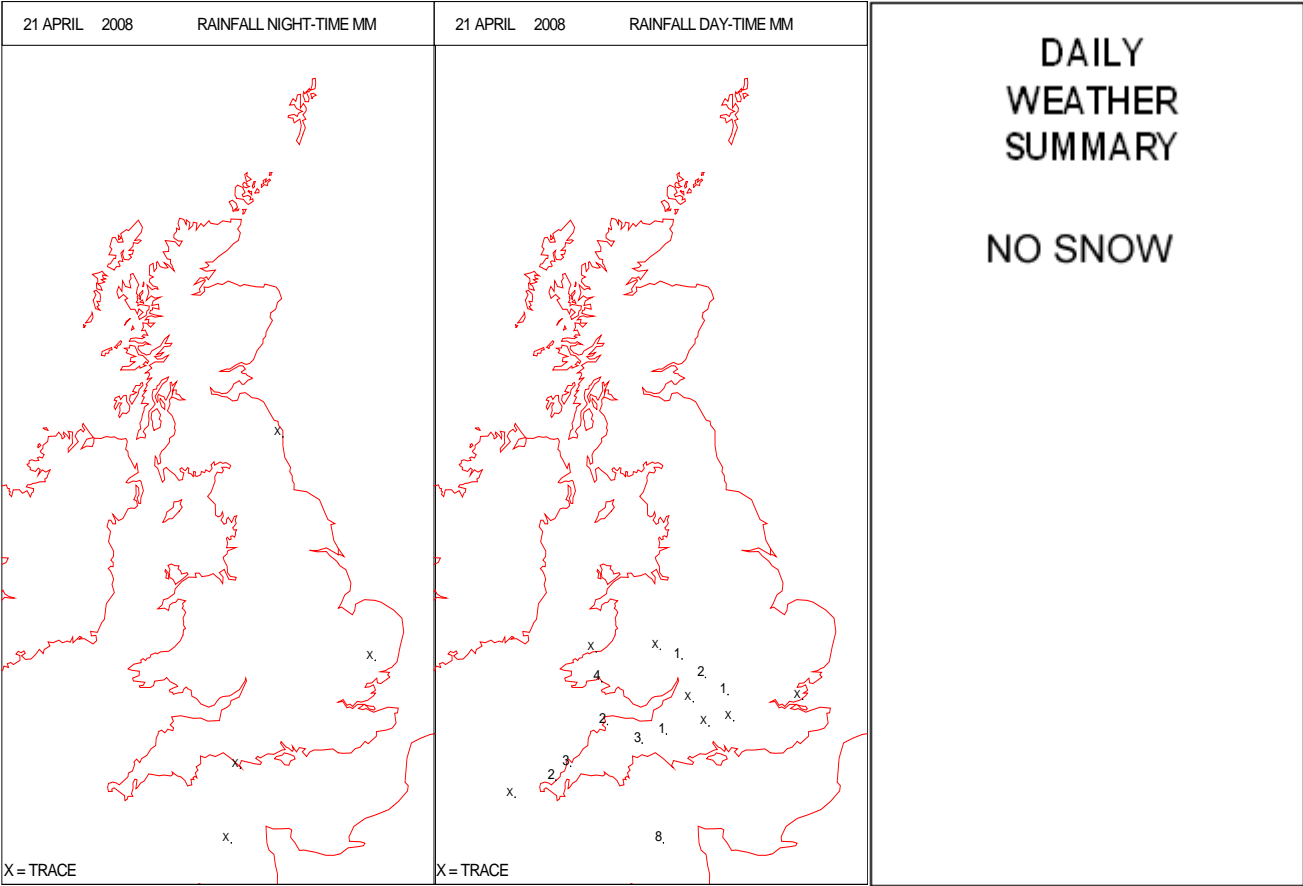 21 APRIL 2008 RAINFALL NIGHT-TIME MM
X.
X.
X.
X.
X = TRACE
21 APRIL 2008 RAINFALL DAY-TIME MM
X.
X.
1.
4.
2.
1.
X.
X.
X.
X.
2.
1.
3.
3.
2.
X.
8.
X = TRACE
DAILY
WEATHER
SUMMARY
NO SNOW